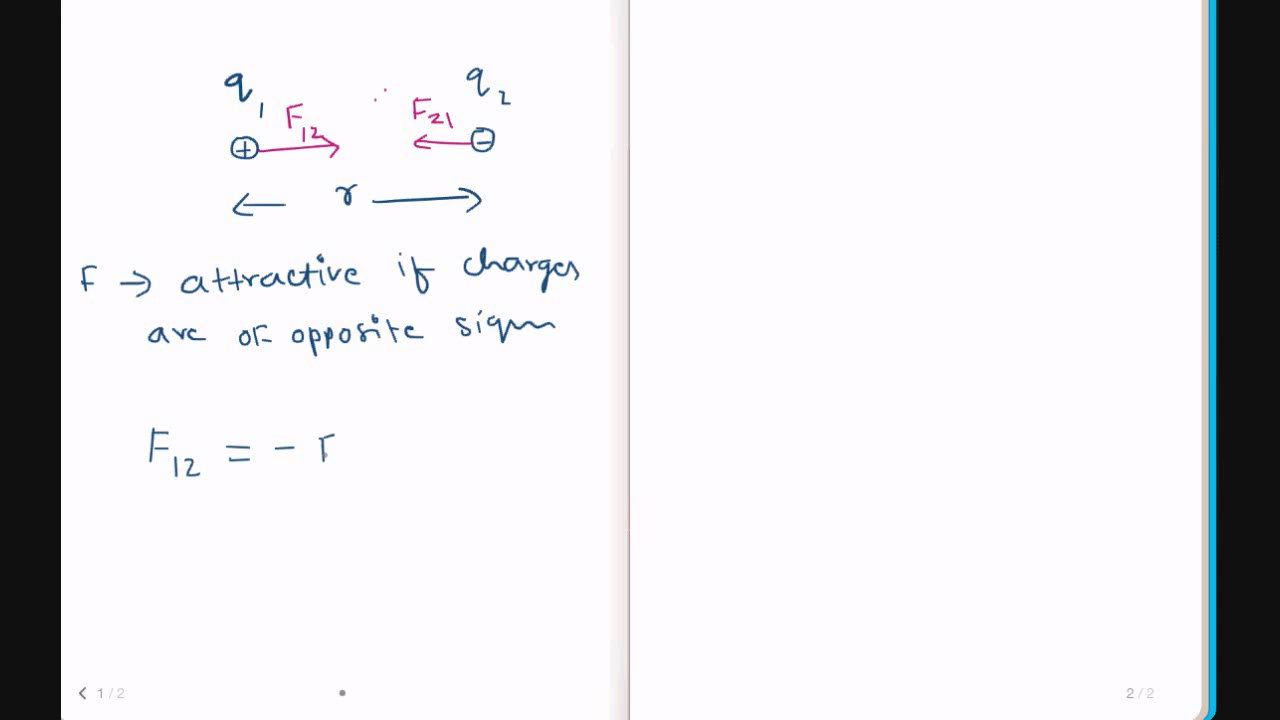 q1 q2
F12 F21
+ −
r
F → attractive if charges
are of opposite sign
F12 = - F
1 / 2
2 / 2